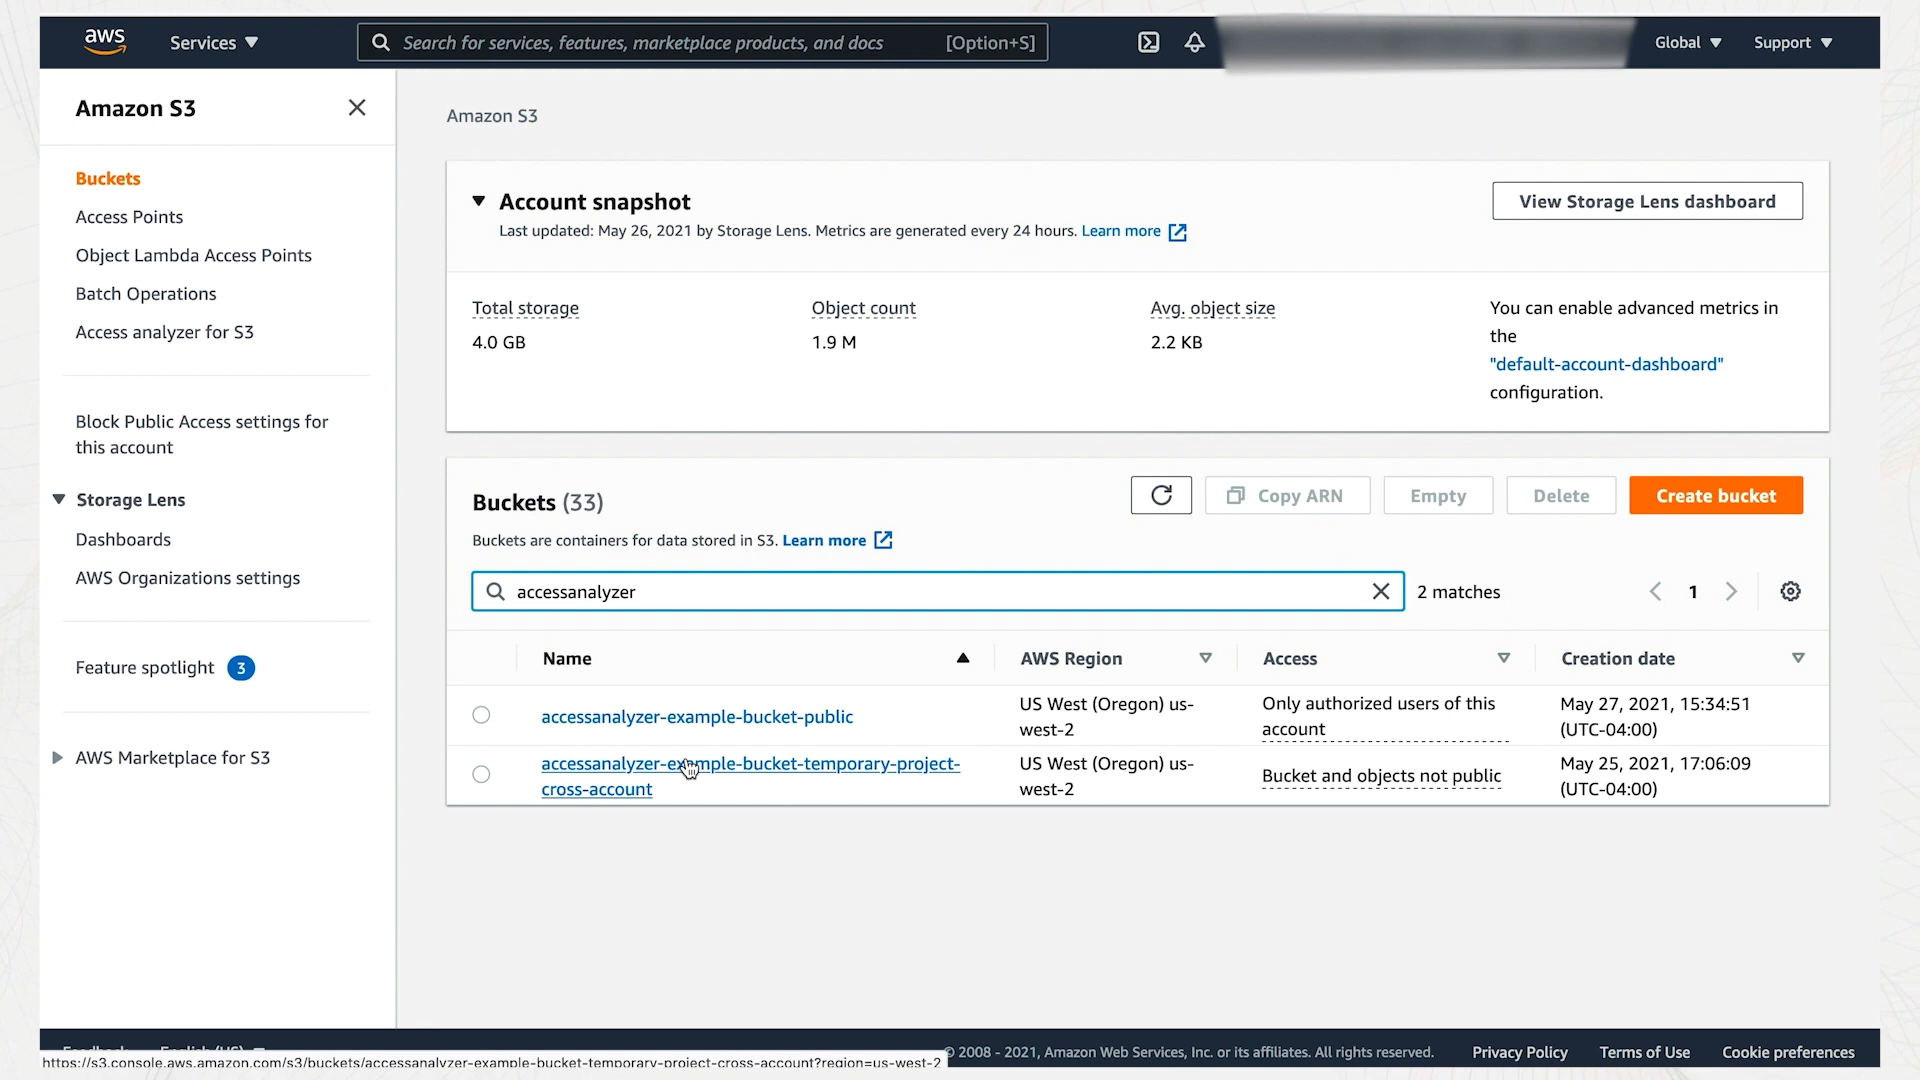 aws
Services
Search for services, features, marketplace products, and docs [Option+S]
Global
Support
Amazon S3
Buckets
Access Points
Object Lambda Access Points
Batch Operations
Access analyzer for S3
Block Public Access settings for
this account
Storage Lens
Dashboards
AWS Organizations settings
Feature spotlight 3
AWS Marketplace for S3
Amazon S3
Account snapshot
Last updated: May 26, 2021 by Storage Lens. Metrics are generated every 24 hours. Learn more
View Storage Lens dashboard
Total storage
4.0 GB
Object count
1.9 M
Avg. object size
2.2 KB
You can enable advanced metrics in
the
"default-account-dashboard"
configuration.
Buckets (33)
Buckets are containers for data stored in S3. Learn more
Copy ARN
Empty
Delete
Create bucket
accessanalyzer
2 matches
1
Name
AWS Region
Access
Creation date
accessanalyzer-example-bucket-public
US West (Oregon) us-
west-2
Only authorized users of this
account
May 27, 2021, 15:34:51
(UTC-04:00)
accessanalyzer-example-bucket-temporary-project-
cross-account
US West (Oregon) us-
west-2
Bucket and objects not public
May 25, 2021, 17:06:09
(UTC-04:00)
Feedback English (US)
© 2008 - 2021, Amazon Web Services, Inc. or its affiliates. All rights reserved.
Privacy Policy
Terms of Use
Cookie preferences
https://s3.console.aws.amazon.com/s3/buckets/accessanalyzer-example-bucket-temporary-project-cross-account?region=us-west-2